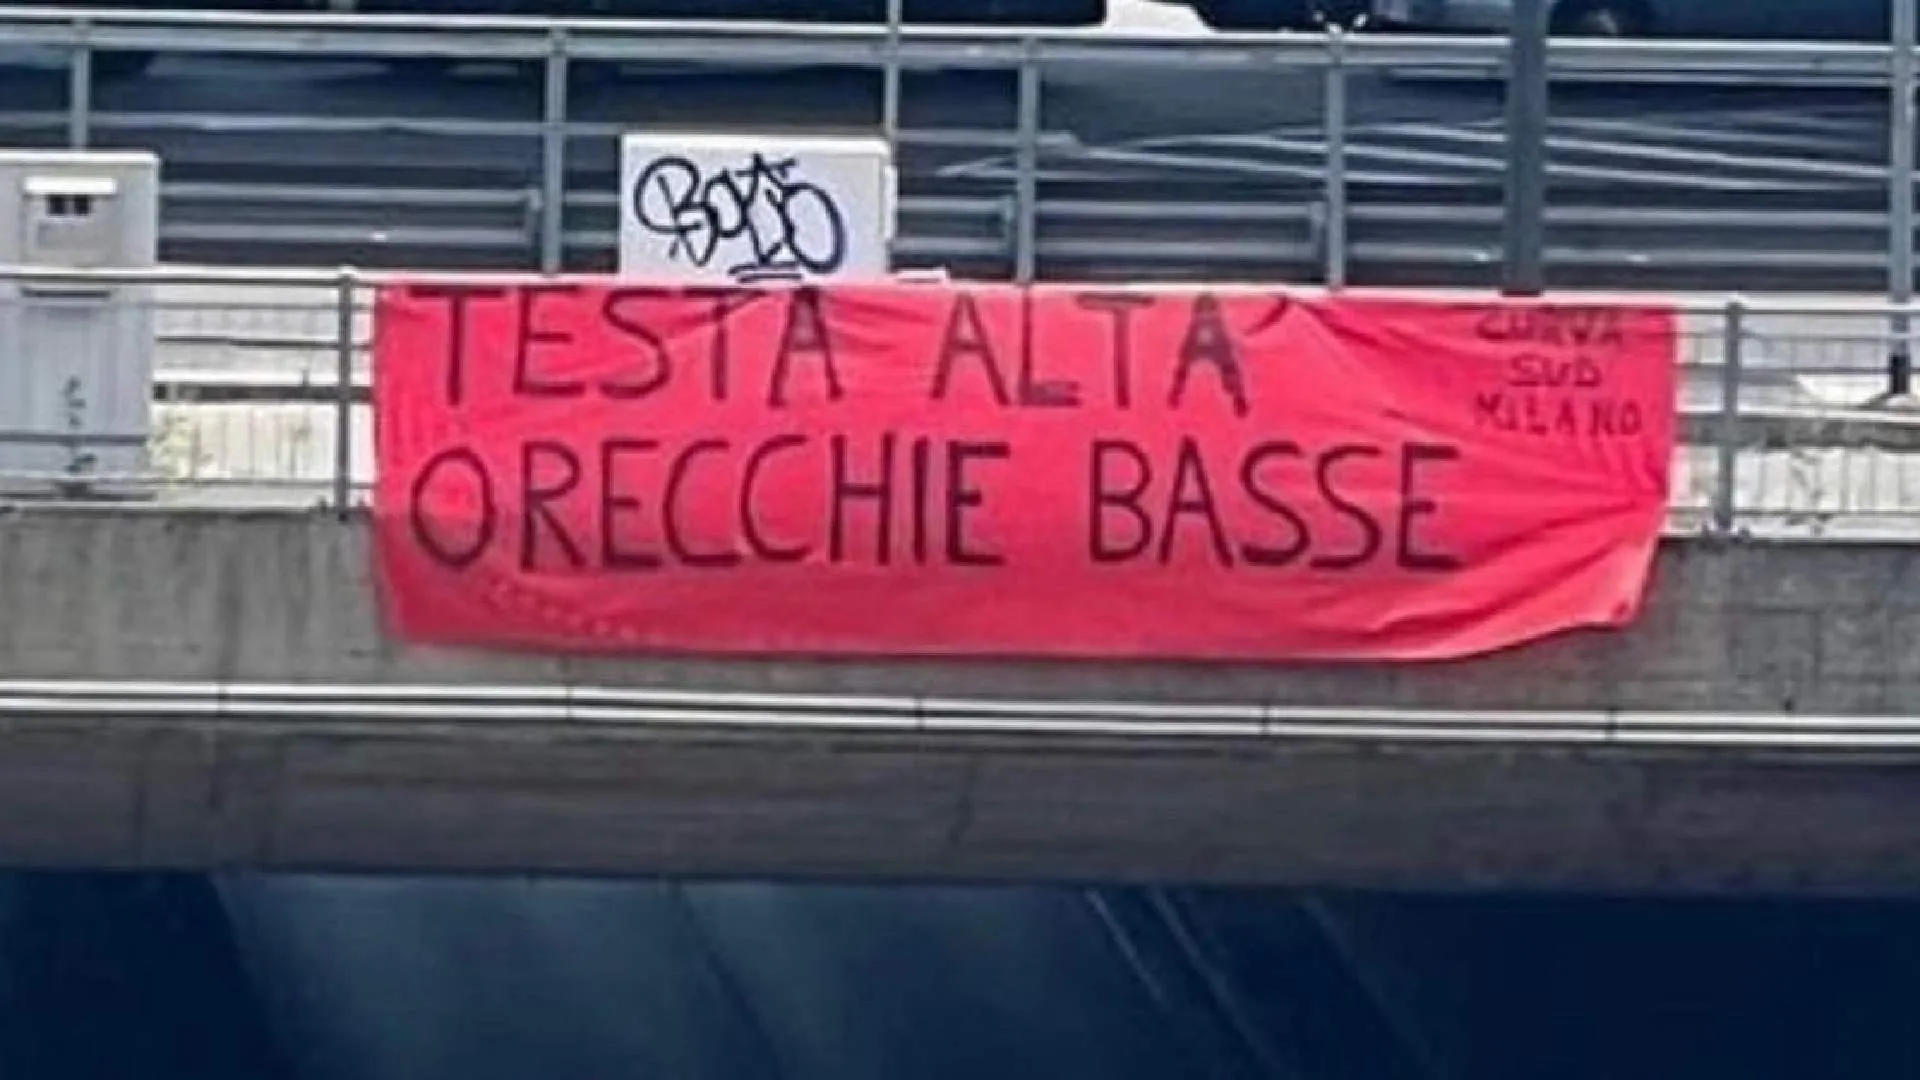 TESTA ALTA
ORECCHIE BASSE
CURVA
SUD
MILANO